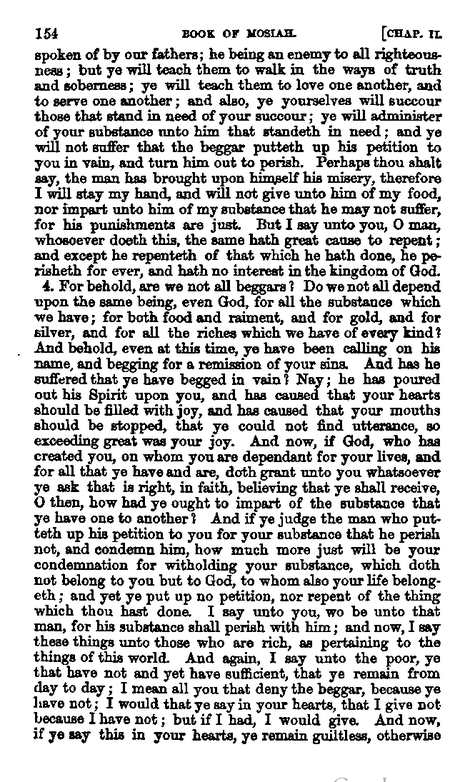 154 BOOK OF MOSIAH. [CHAP. II.
spoken of by our fathers; he being an enemy to all righteous-
ness; but ye will teach them to walk in the ways of truth
and soberness; ye will teach them to love one another, and
to serve one another; and also, ye yourselves will succour
those that stand in need of your succour; ye will administer
of your substance unto him that standeth in need; and ye
will not suffer that the beggar putteth up his petition to
you in vain, and turn him out to perish. Perhaps thou shalt
say, the man has brought upon himself his misery, therefore
I will stay my hand, and will not give unto him of my food,
nor impart unto him of my substance that he may not suffer,
for his punishments are just. But I say unto you, O man,
whosoever doeth this, the same hath great cause to repent;
and except he repenteth of that which he hath done, he pe-
risheth for ever, and hath no interest in the kingdom of God.
4. For behold, are we not all beggars? Do we not all depend
upon the same being, even God, for all the substance which
we have; for both food and raiment, and for gold, and for
silver, and for all the riches which we have of every kind?
And behold, even at this time, ye have been calling on his
name, and begging for a remission of your sins. And has he
suffered that ye have begged in vain? Nay; he has poured
out his Spirit upon you, and has caused that your hearts
should be filled with joy, and has caused that your mouths
should be stopped, that ye could not find utterance, so
exceeding great was your joy. And now, if God, who has
created you, on whom you are dependant for your lives, and
for all that ye have and are, doth grant unto you whatsoever
ye ask that is right, in faith, believing that ye shall receive,
O then, how had ye ought to impart of the substance that
ye have one to another? And if ye judge the man who put-
teth up his petition to you for your substance that he perish
not, and condemn him, how much more just will be your
condemnation for witholding your substance, which doth
not belong to you but to God, to whom also your life belong-
eth; and yet ye put up no petition, nor repent of the thing
which thou hast done. I say unto you, wo be unto that
man, for his substance shall perish with him; and now, I say
these things unto those who are rich, as pertaining to the
things of this world. And again, I say unto the poor, ye
that have not and yet have sufficient, that ye remain from
day to day; I mean all you that deny the beggar, because ye
have not; I would that ye say in your hearts, that I give not
because I have not; but if I had, I would give. And now,
if ye say this in your hearts, ye remain guiltless, otherwise